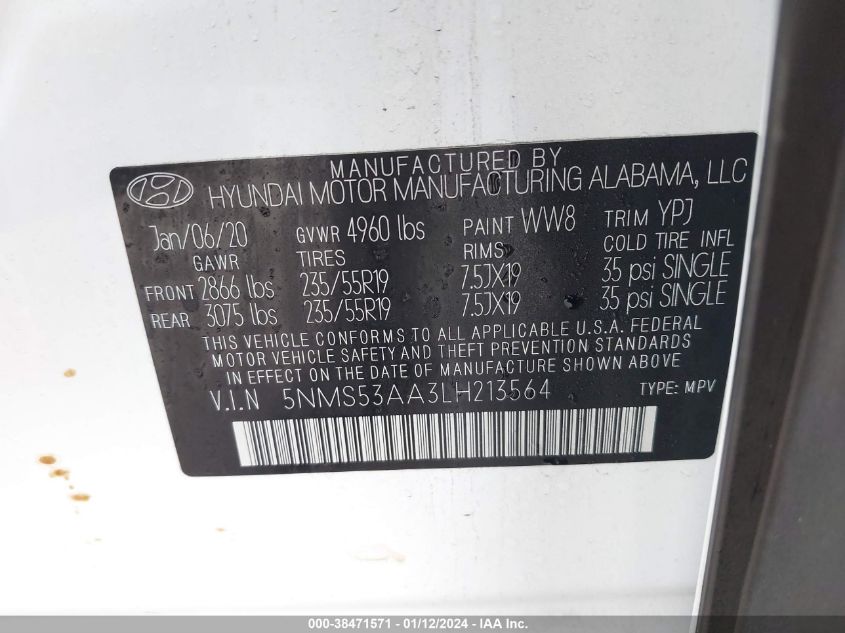 MANUFACTURED BY
HYUNDAI MOTOR MANUFACTURING ALABAMA, LLC
Jan/06/20 GVWR 4960 lbs PAINT WW8 TRIM YPJ
GAWR TIRES RIMS COLD TIRE INFL
FRONT 2866 lbs 235/55R19 7.5JX19 35 psi SINGLE
REAR 3075 lbs 235/55R19 7.5JX19 35 psi SINGLE
THIS VEHICLE CONFORMS TO ALL APPLICABLE U.S.A. FEDERAL
MOTOR VEHICLE SAFETY AND THEFT PREVENTION STANDARDS
IN EFFECT ON THE DATE OF MANUFACTURE SHOWN ABOVE.
V.I.N 5NMS53AA3LH213564 TYPE: MPV
000-38471571 - 01/12/2024 - IAA Inc.